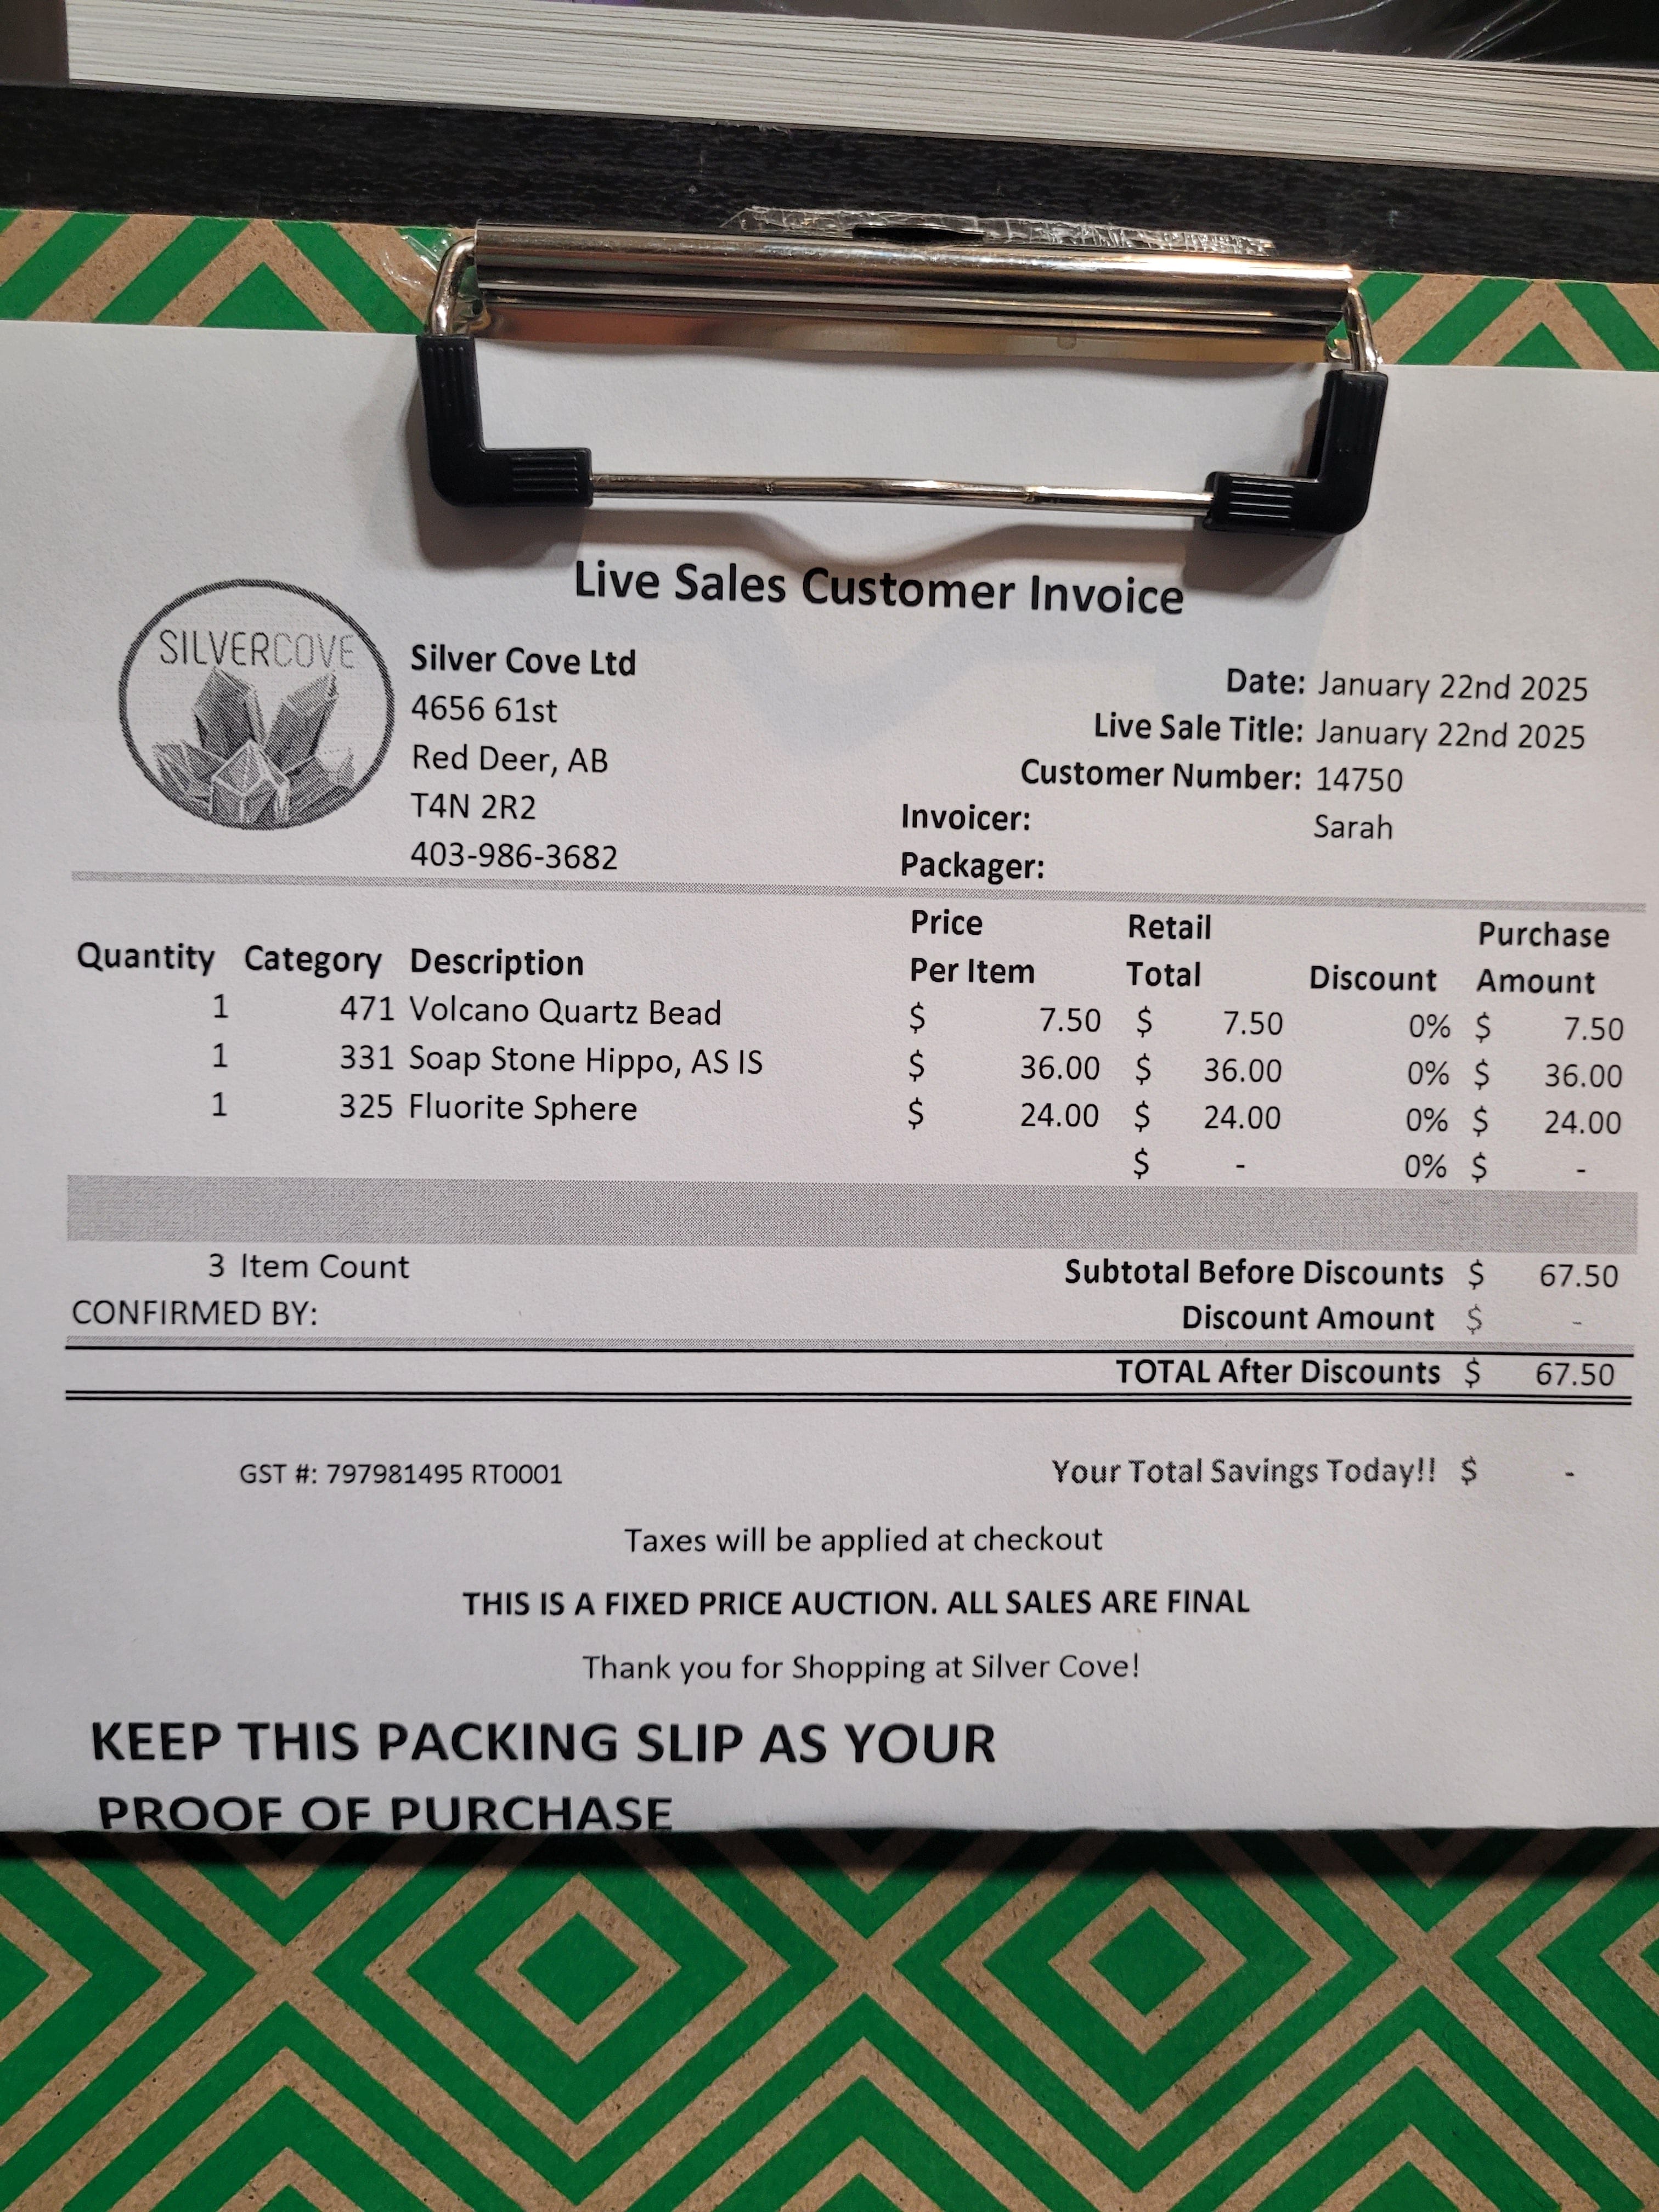 Live Sales Customer Invoice
SILVERCOVE
Silver Cove Ltd
4656 61st
Red Deer, AB
T4N 2R2
403-986-3682
Date: January 22nd 2025
Live Sale Title: January 22nd 2025
Customer Number: 14750
Invoicer: Sarah
Packager:
Quantity Category Description Price Per Item Retail Total Discount Purchase Amount
1 471 Volcano Quartz Bead $ 7.50 $ 7.50 0% $ 7.50
1 331 Soap Stone Hippo, AS IS $ 36.00 $ 36.00 0% $ 36.00
1 325 Fluorite Sphere $ 24.00 $ 24.00 0% $ 24.00
$ - 0% $ -
3 Item Count Subtotal Before Discounts $ 67.50
CONFIRMED BY: Discount Amount $ -
TOTAL After Discounts $ 67.50
GST #: 797981495 RT0001 Your Total Savings Today!! $ -
Taxes will be applied at checkout
THIS IS A FIXED PRICE AUCTION. ALL SALES ARE FINAL
Thank you for Shopping at Silver Cove!
KEEP THIS PACKING SLIP AS YOUR
PROOF OF PURCHASE